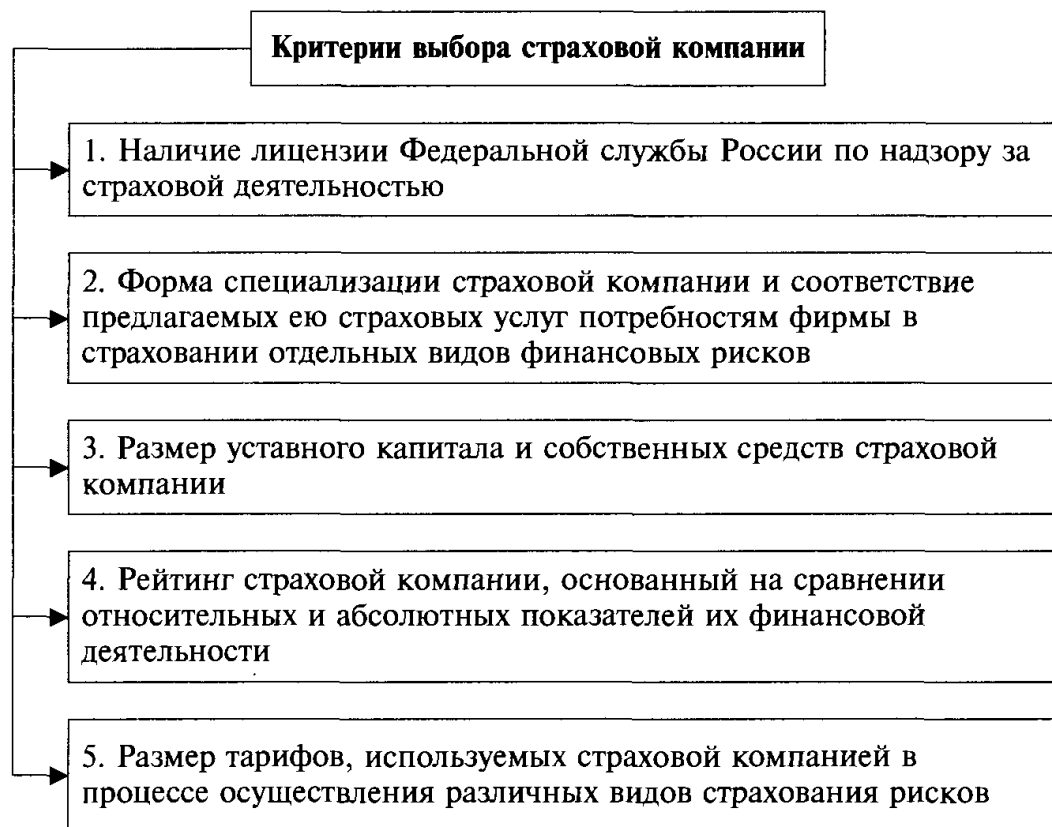 Критерии выбора страховой компании
1. Наличие лицензии Федеральной службы России по надзору за
страховой деятельностью
2. Форма специализации страховой компании и соответствие
предлагаемых ею страховых услуг потребностям фирмы в
страховании отдельных видов финансовых рисков
3. Размер уставного капитала и собственных средств страховой
компании
4. Рейтинг страховой компании, основанный на сравнении
относительных и абсолютных показателей их финансовой
деятельности
5. Размер тарифов, используемых страховой компанией в
процессе осуществления различных видов страхования рисков